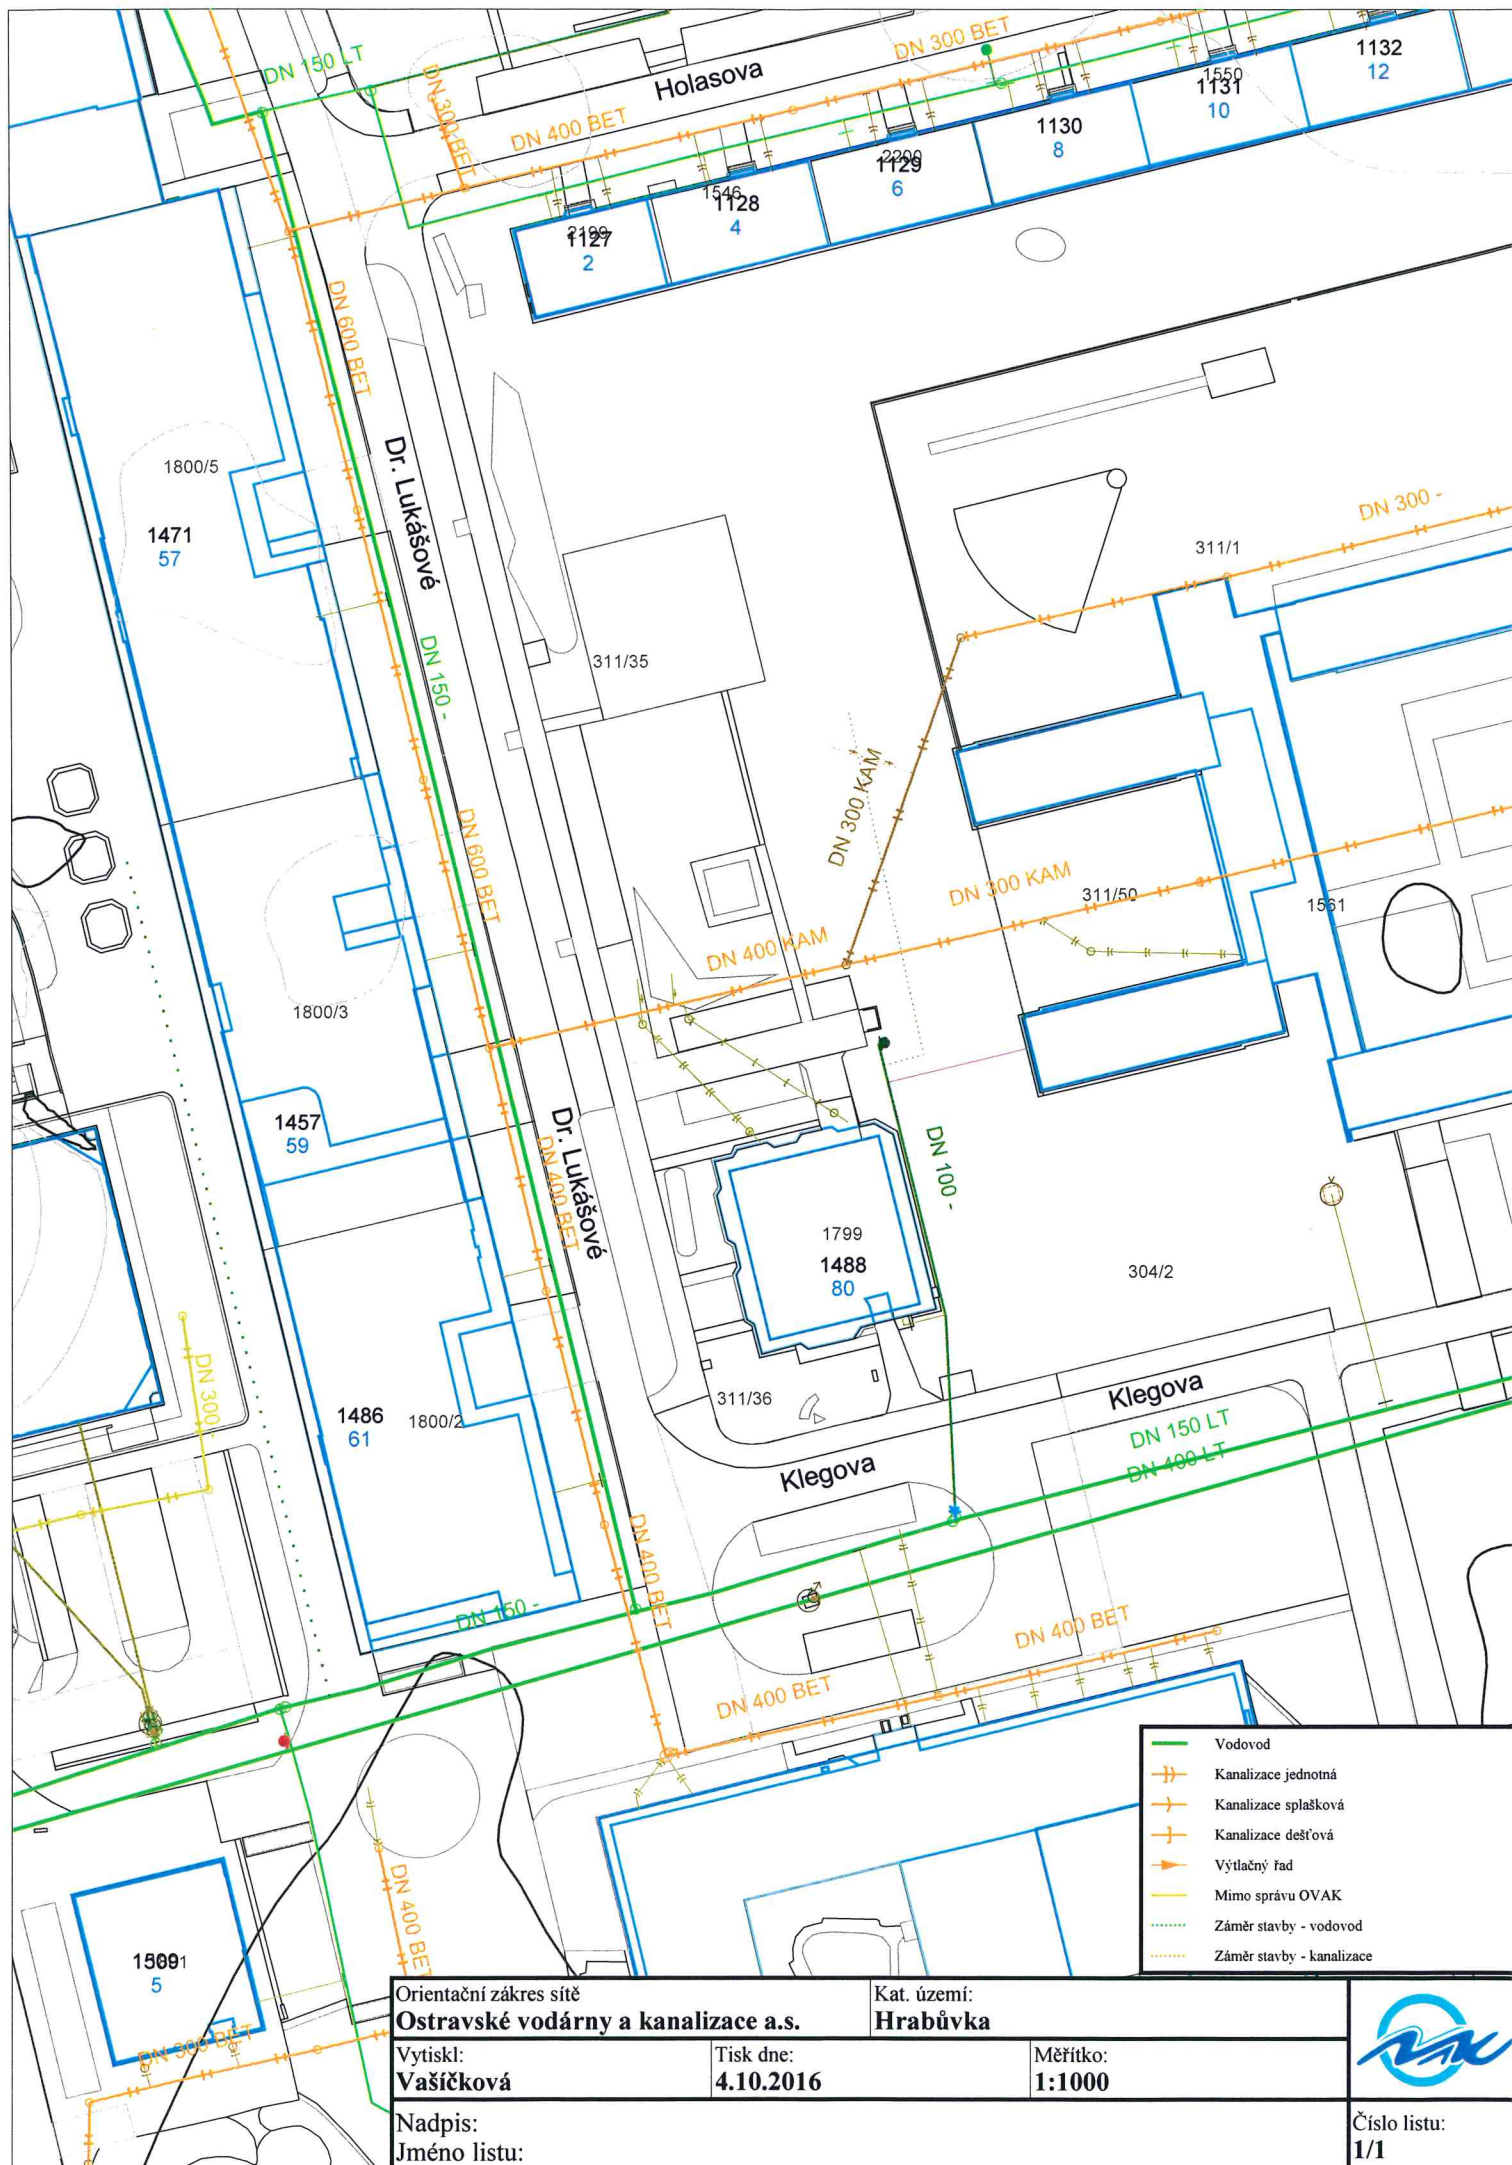 DN 150 LT
DN 300 BET
DN 300 BET
Holasova
DN 400 BET
1132
12
1550
1131
10
1130
8
2200
1129
6
1546
1128
4
2199
1127
2
DN 600 BET
Dr. Lukášové
1800/5
1471
57
DN 300 -
311/1
DN 150 -
311/35
DN 300 KAM
DN 600 BET
DN 300 KAM
311/50
1561
DN 400 KAM
1800/3
1457
59
Dr. Lukášové
DN 400 BET
DN 100 -
1799
1488
80
304/2
DN 300 -
1486
61
1800/2
311/36
Klegova
DN 150 LT
DN 400 LT
Klegova
DN 400 BET
DN 150 -
DN 400 BET
DN 400 BET
DN 400 BET
1509
5
DN 300 BET
Vodovod
Kanalizace jednotná
Kanalizace splašková
Kanalizace dešťová
Výtlačný řad
Mimo správu OVAK
Záměr stavby - vodovod
Záměr stavby - kanalizace
Orientační zákres sítě
Ostravské vodárny a kanalizace a.s.
Kat. území:
Hrabůvka
Vytiskl:
Vašíčková
Tisk dne:
4.10.2016
Měřítko:
1:1000
Nadpis:
Jméno listu:
Číslo listu:
1/1